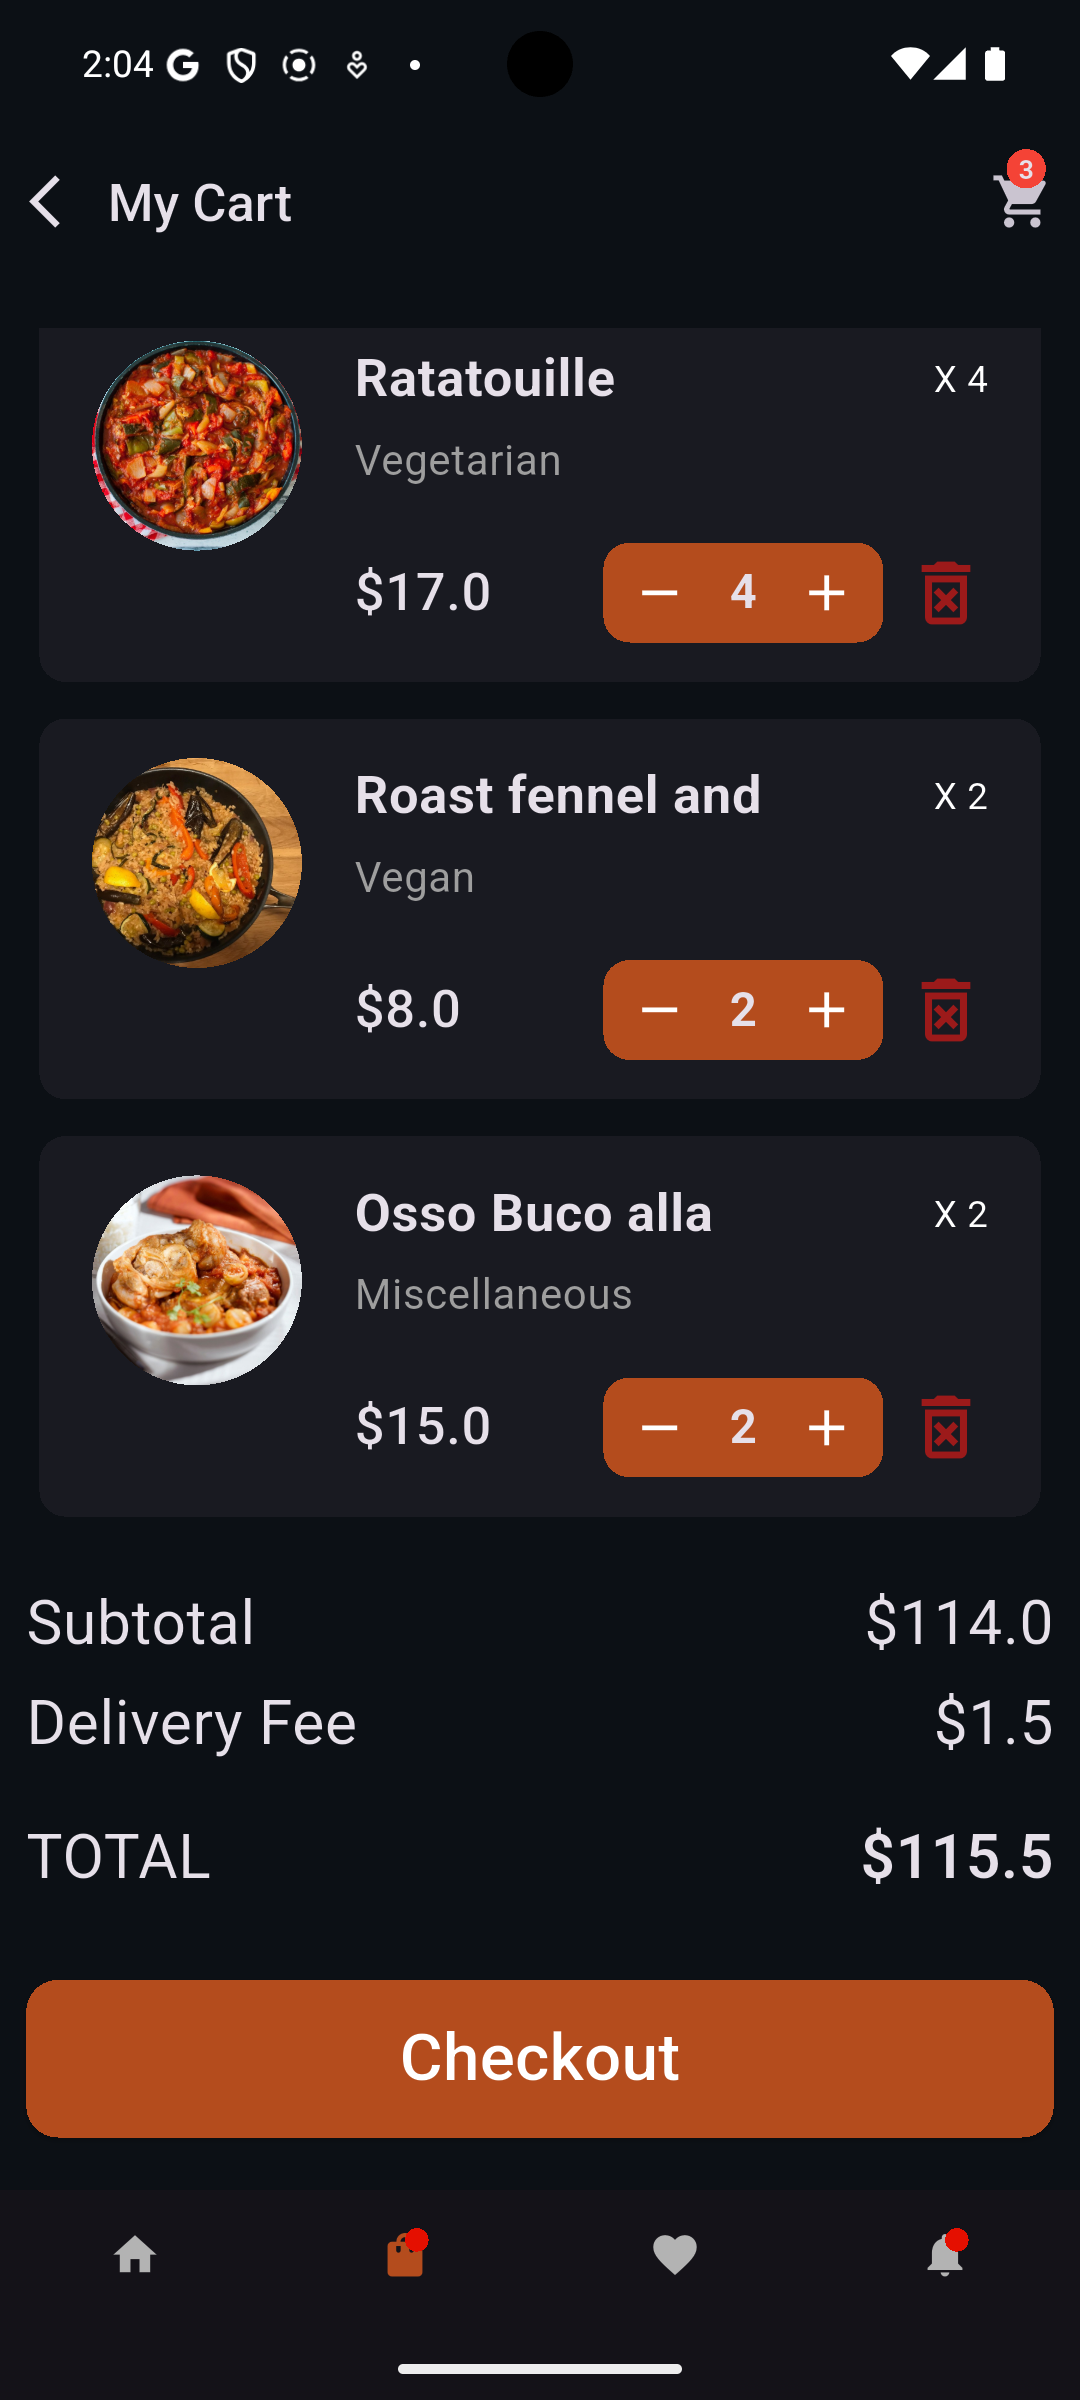 2:04
My Cart
3
Ratatouille
X 4
Vegetarian
$17.0
4
Roast fennel and
X 2
Vegan
$8.0
2
Osso Buco alla
X 2
Miscellaneous
$15.0
2
Subtotal
$114.0
Delivery Fee
$1.5
TOTAL
$115.5
Checkout